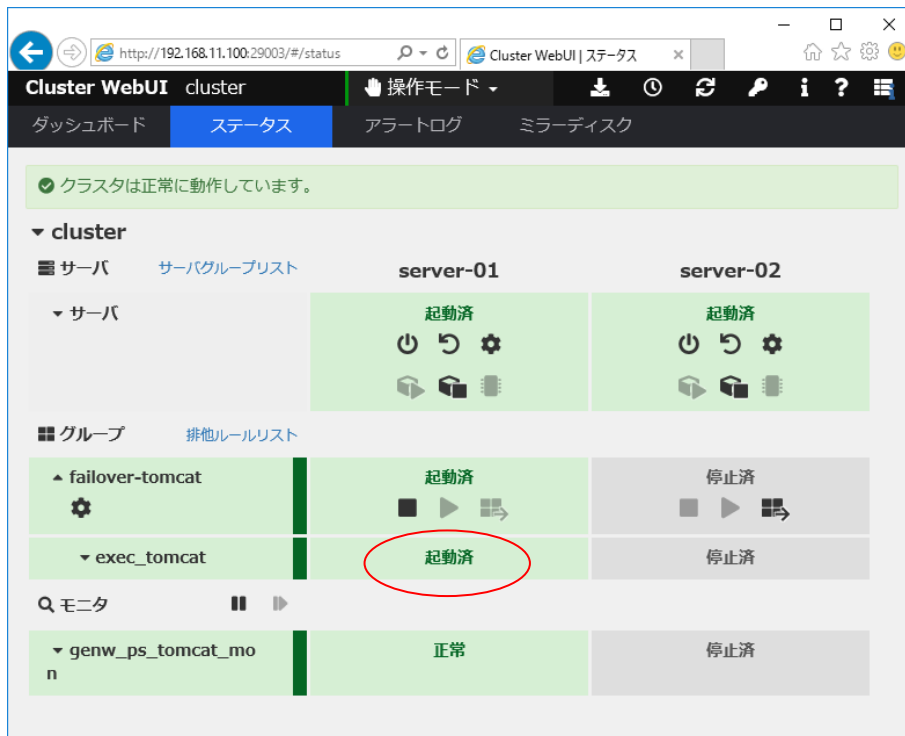 http://192.168.11.100:29003/#/status
Cluster WebUI | ステータス
Cluster WebUI cluster 操作モード
ダッシュボード ステータス アラートログ ミラーディスク
クラスタは正常に動作しています。
cluster
サーバ サーバグループリスト server-01 server-02
サーバ 起動済 起動済
グループ 排他ルールリスト
failover-tomcat 起動済 停止済
exec_tomcat 起動済 停止済
モニタ
genw_ps_tomcat_mo 正常 停止済
n